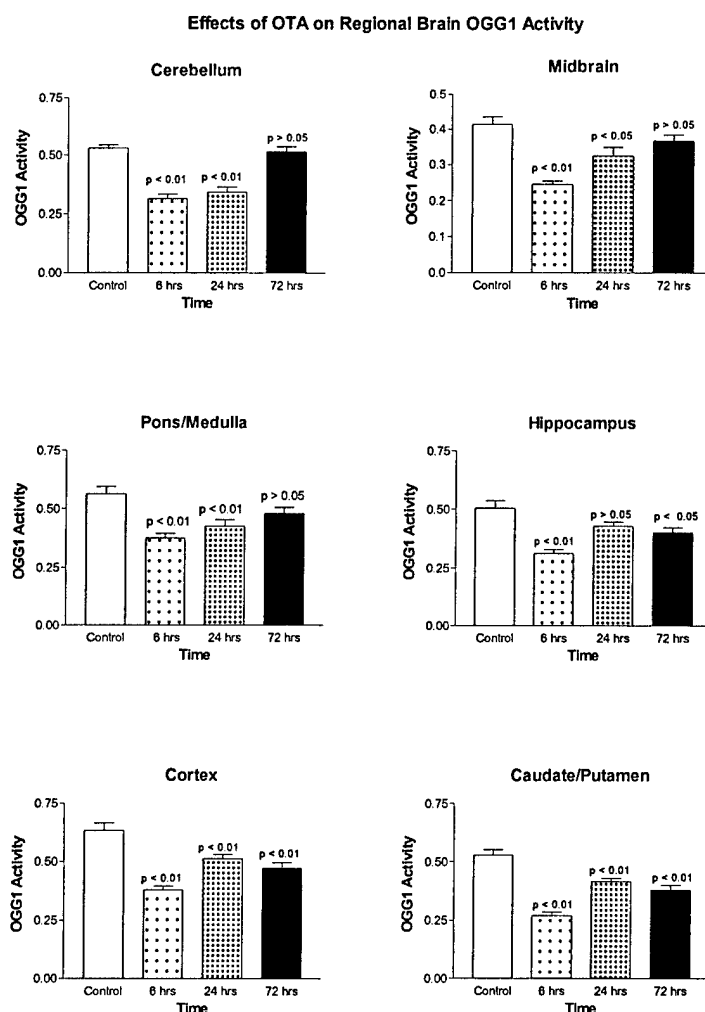 Effects of OTA on Regional Brain OGG1 Activity
Cerebellum
OGG1 Activity
0.75
0.50
0.25
0.00
p < 0.01
p < 0.01
p > 0.05
Control 6 hrs 24 hrs 72 hrs
Time
Midbrain
OGG1 Activity
0.5
0.4
0.3
0.2
0.1
0.0
p < 0.01
p < 0.05
p > 0.05
Control 6 hrs 24 hrs 72 hrs
Time
Pons/Medulla
OGG1 Activity
0.75
0.50
0.25
0.00
p < 0.01
p < 0.01
p > 0.05
Control 6 hrs 24 hrs 72 hrs
Time
Hippocampus
OGG1 Activity
0.75
0.50
0.25
0.00
p < 0.01
p > 0.05
p < 0.05
Control 6 hrs 24 hrs 72 hrs
Time
Cortex
OGG1 Activity
0.75
0.50
0.25
0.00
p < 0.01
p < 0.01
p < 0.01
Control 6 hrs 24 hrs 72 hrs
Time
Caudate/Putamen
OGG1 Activity
0.75
0.50
0.25
0.00
p < 0.01
p < 0.01
p < 0.01
Control 6 hrs 24 hrs 72 hrs
Time